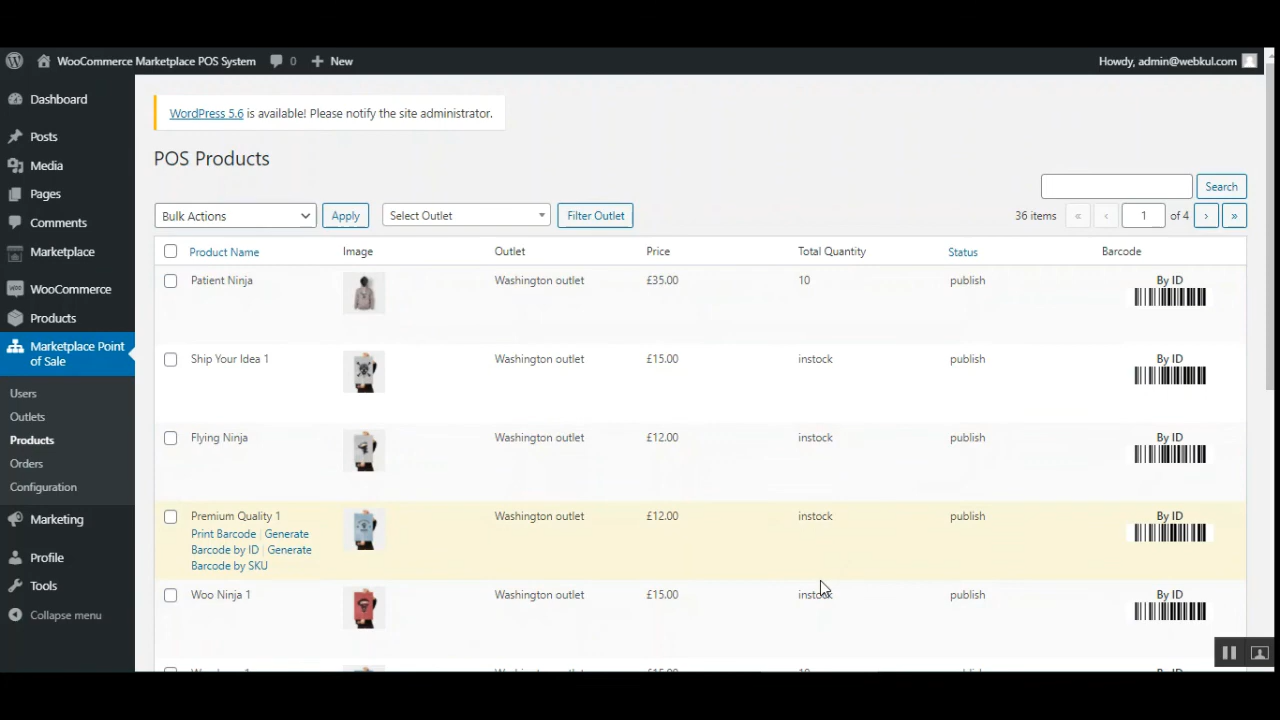 WooCommerce Marketplace POS System 0 New Howdy, admin@webkul.com
Dashboard
Posts
Media
Pages
Comments
Marketplace
WooCommerce
Products
Marketplace Point
of Sale
Users
Outlets
Products
Orders
Configuration
Marketing
Profile
Tools
Collapse menu
WordPress 5.6 is available! Please notify the site administrator.
POS Products
Search
Bulk Actions Apply Select Outlet Filter Outlet 36 items « ‹ 1 of 4 › »
Product Name Image Outlet Price Total Quantity Status Barcode
Patient Ninja Washington outlet £35.00 10 publish By ID
Ship Your Idea 1 Washington outlet £15.00 instock publish By ID
Flying Ninja Washington outlet £12.00 instock publish By ID
Premium Quality 1 Washington outlet £12.00 instock publish By ID
Print Barcode | Generate
Barcode by ID | Generate
Barcode by SKU
Woo Ninja 1 Washington outlet £15.00 instock publish By ID